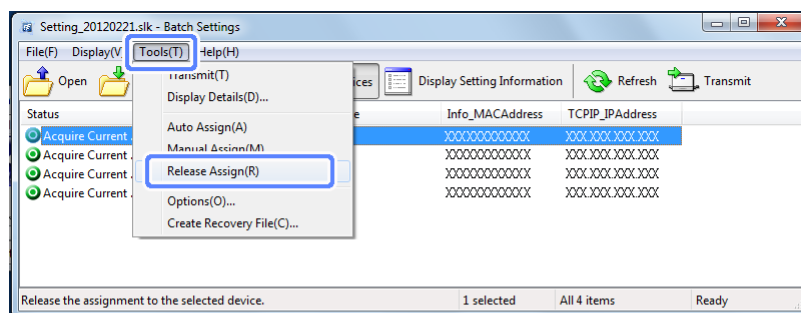 Setting_20120221.slk - Batch Settings
File(F) Display(V Tools(T) Help(H)
Open ices Display Setting Information Refresh Transmit
Transmit(T)
Display Details(D)...
Status e Info_MACAddress TCPIP_IPAddress
Auto Assign(A)
Acquire Current . XXXXXXXXXXXX XXX.XXX.XXX.XXX
Manual Assign(M)
Acquire Current . XXXXXXXXXXXX XXX.XXX.XXX.XXX
Release Assign(R)
Acquire Current . XXXXXXXXXXXX XXX.XXX.XXX.XXX
Acquire Current . XXXXXXXXXXXX XXX.XXX.XXX.XXX
Options(O)...
Create Recovery File(C)...
Release the assignment to the selected device. 1 selected All 4 items Ready